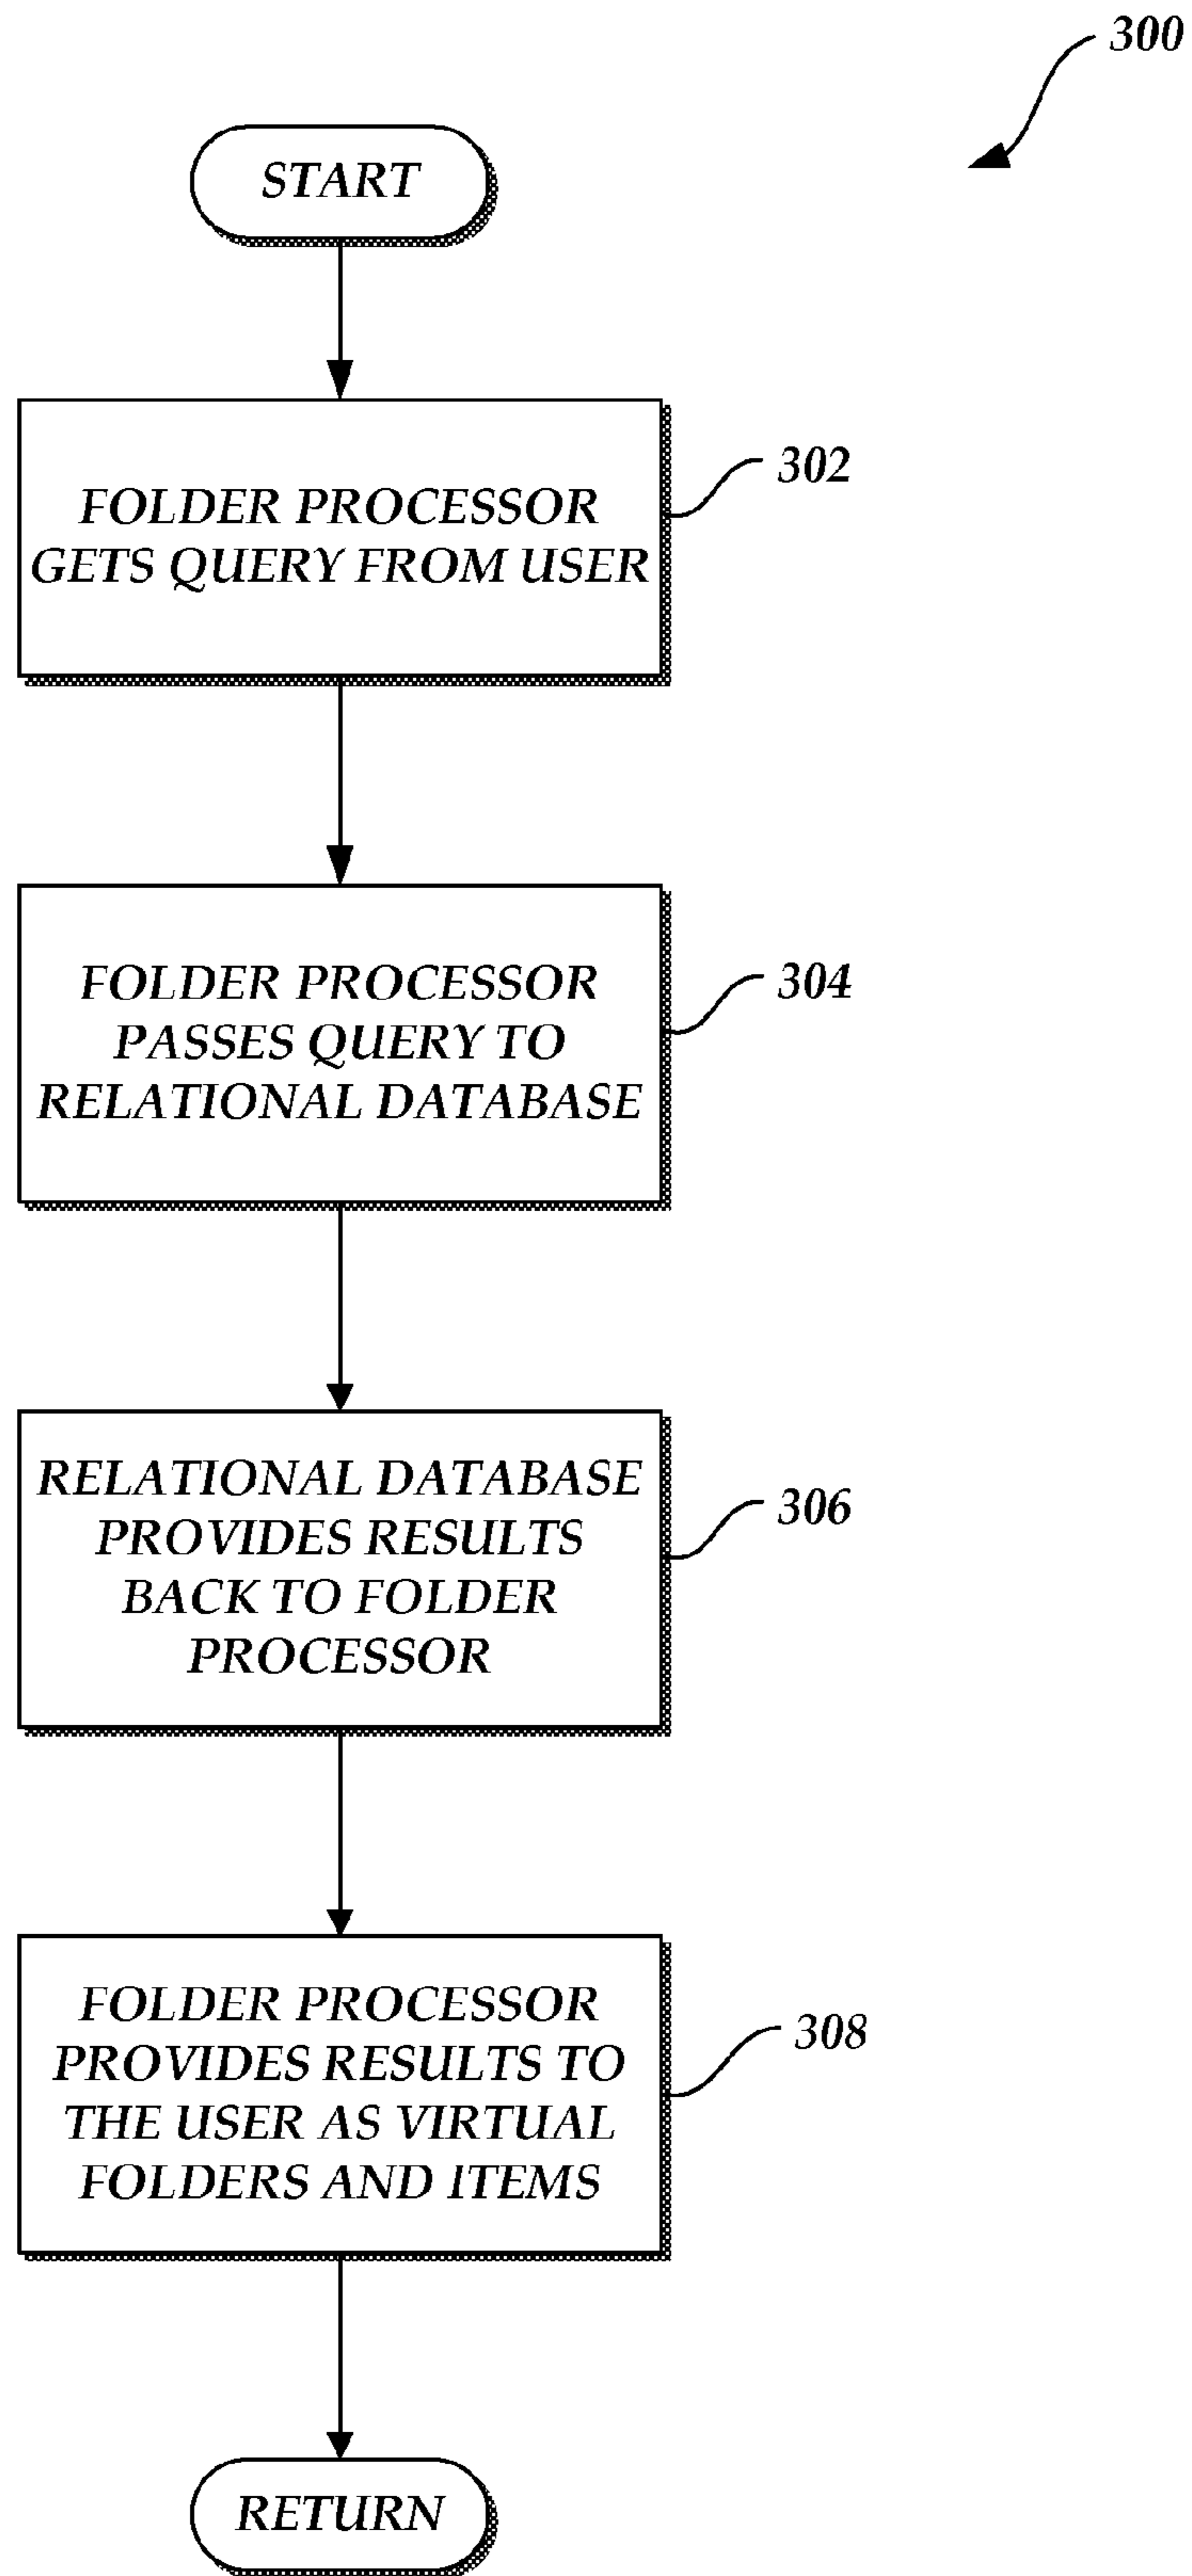 300
START
302
FOLDER PROCESSOR
GETS QUERY FROM USER
304
FOLDER PROCESSOR
PASSES QUERY TO
RELATIONAL DATABASE
306
RELATIONAL DATABASE
PROVIDES RESULTS
BACK TO FOLDER
PROCESSOR
308
FOLDER PROCESSOR
PROVIDES RESULTS TO
THE USER AS VIRTUAL
FOLDERS AND ITEMS
RETURN